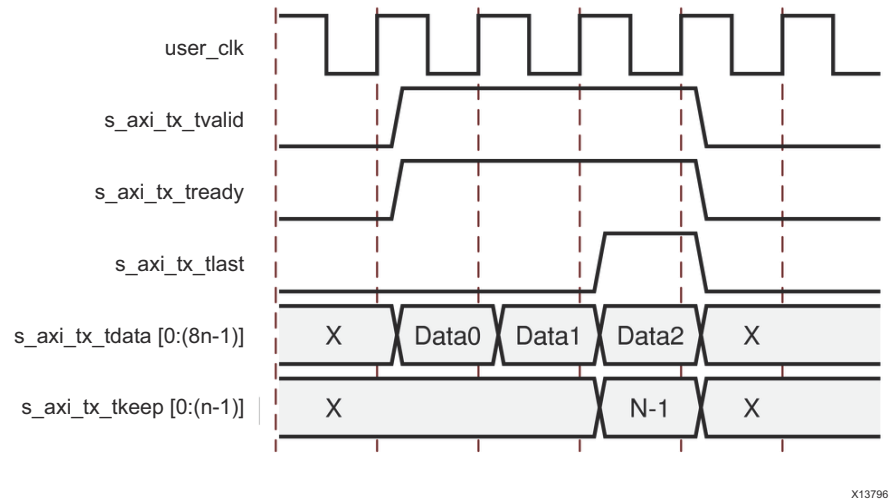 user_clk
s_axi_tx_tvalid
s_axi_tx_tready
s_axi_tx_tlast
s_axi_tx_tdata [0:(8n-1)] X Data0 Data1 Data2 X
s_axi_tx_tkeep [0:(n-1)] X N-1 X
X13796